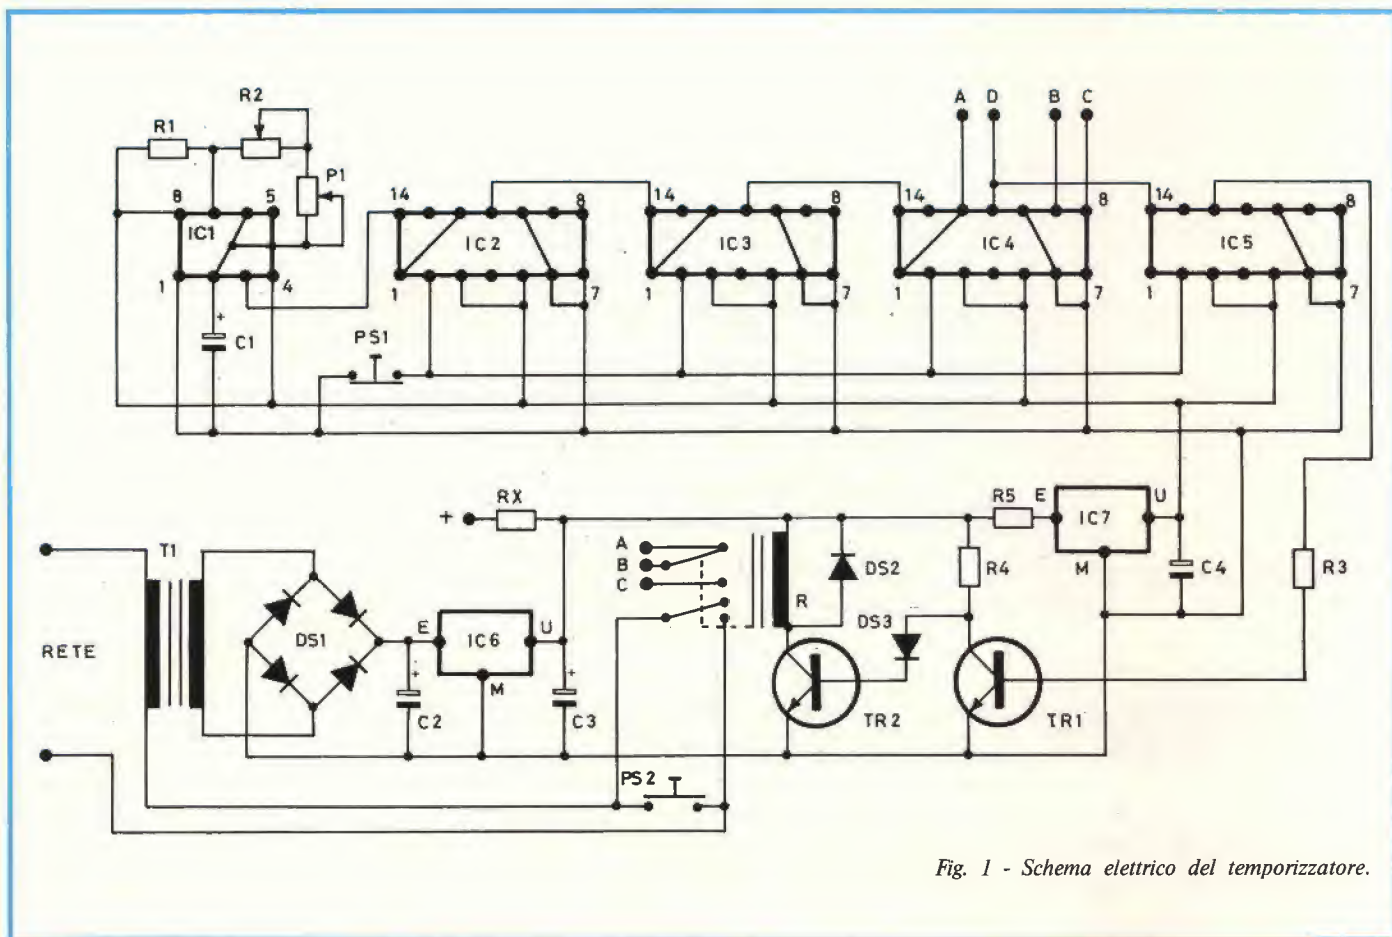 A D B C
R2
R1
P1
8 5
14 8
14 8
14 8
14 8
IC1
IC2
IC3
IC4
IC5
1 4
1 7
1 7
1 7
1 7
+
C1
PS1
RX
+
R5 E U
IC7
M
C4
R3
T1
A
B
C
R
DS2
R4
DS3
RETE
DS1
E U
IC6
M
+
C2
+
C3
TR2
TR1
PS2
Fig. 1 - Schema elettrico del temporizzatore.